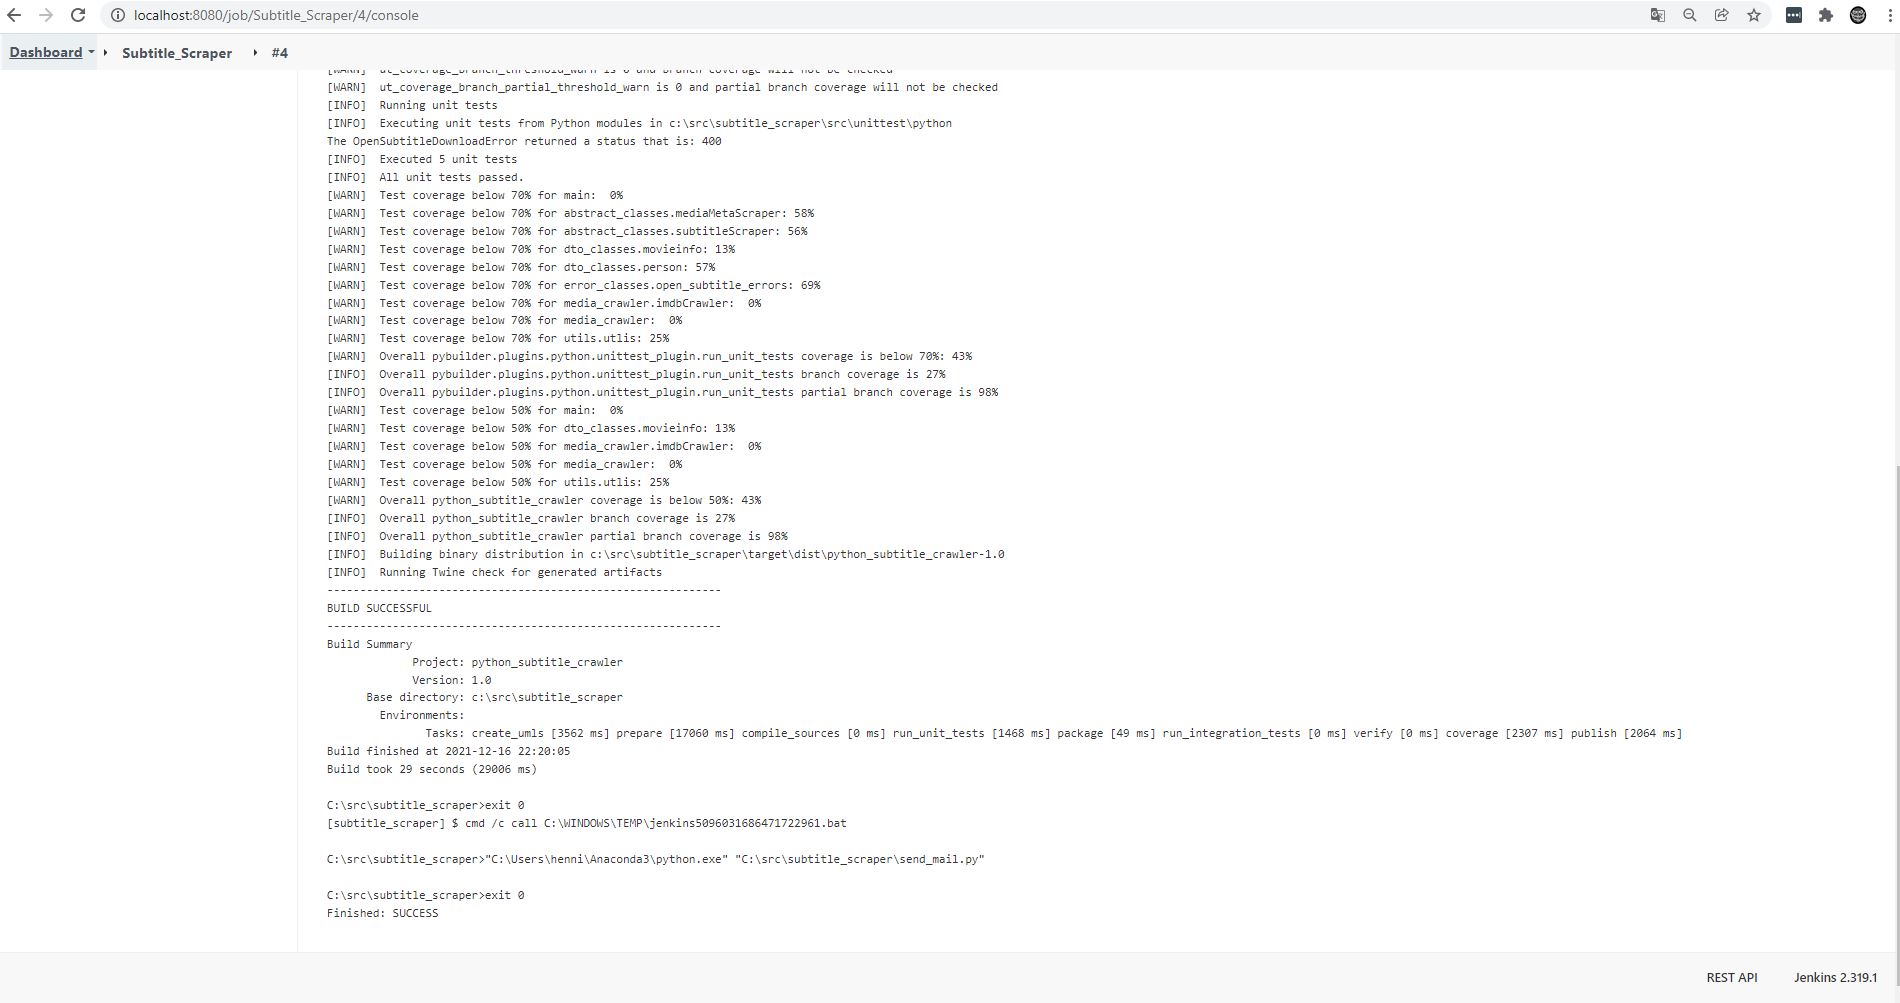 localhost:8080/job/Subtitle_Scraper/4/console
Dashboard Subtitle_Scraper #4
[WARN] ut_coverage_branch_threshold_warn is 0 and branch coverage will not be checked
[WARN] ut_coverage_branch_partial_threshold_warn is 0 and partial branch coverage will not be checked
[INFO] Running unit tests
[INFO] Executing unit tests from Python modules in c:\src\subtitle_scraper\src\unittest\python
The OpenSubtitleDownloadError returned a status that is: 400
[INFO] Executed 5 unit tests
[INFO] All unit tests passed.
[WARN] Test coverage below 70% for main: 0%
[WARN] Test coverage below 70% for abstract_classes.mediaMetaScraper: 58%
[WARN] Test coverage below 70% for abstract_classes.subtitleScraper: 56%
[WARN] Test coverage below 70% for dto_classes.movieinfo: 13%
[WARN] Test coverage below 70% for dto_classes.person: 57%
[WARN] Test coverage below 70% for error_classes.open_subtitle_errors: 69%
[WARN] Test coverage below 70% for media_crawler.imdbCrawler: 0%
[WARN] Test coverage below 70% for media_crawler: 0%
[WARN] Test coverage below 70% for utils.utlis: 25%
[WARN] Overall pybuilder.plugins.python.unittest_plugin.run_unit_tests coverage is below 70%: 43%
[INFO] Overall pybuilder.plugins.python.unittest_plugin.run_unit_tests branch coverage is 27%
[INFO] Overall pybuilder.plugins.python.unittest_plugin.run_unit_tests partial branch coverage is 98%
[WARN] Test coverage below 50% for main: 0%
[WARN] Test coverage below 50% for dto_classes.movieinfo: 13%
[WARN] Test coverage below 50% for media_crawler.imdbCrawler: 0%
[WARN] Test coverage below 50% for media_crawler: 0%
[WARN] Test coverage below 50% for utils.utlis: 25%
[WARN] Overall python_subtitle_crawler coverage is below 50%: 43%
[INFO] Overall python_subtitle_crawler branch coverage is 27%
[INFO] Overall python_subtitle_crawler partial branch coverage is 98%
[INFO] Building binary distribution in c:\src\subtitle_scraper\target\dist\python_subtitle_crawler-1.0
[INFO] Running Twine check for generated artifacts
------------------------------------------------------------
BUILD SUCCESSFUL
------------------------------------------------------------
Build Summary
Project: python_subtitle_crawler
Version: 1.0
Base directory: c:\src\subtitle_scraper
Environments:
Tasks: create_umls [3562 ms] prepare [17060 ms] compile_sources [0 ms] run_unit_tests [1468 ms] package [49 ms] run_integration_tests [0 ms] verify [0 ms] coverage [2307 ms] publish [2064 ms]
Build finished at 2021-12-16 22:20:05
Build took 29 seconds (29006 ms)
C:\src\subtitle_scraper>exit 0
[subtitle_scraper] $ cmd /c call C:\WINDOWS\TEMP\jenkins5096031686471722961.bat
C:\src\subtitle_scraper>"C:\Users\henni\Anaconda3\python.exe" "C:\src\subtitle_scraper\send_mail.py"
C:\src\subtitle_scraper>exit 0
Finished: SUCCESS
REST API Jenkins 2.319.1